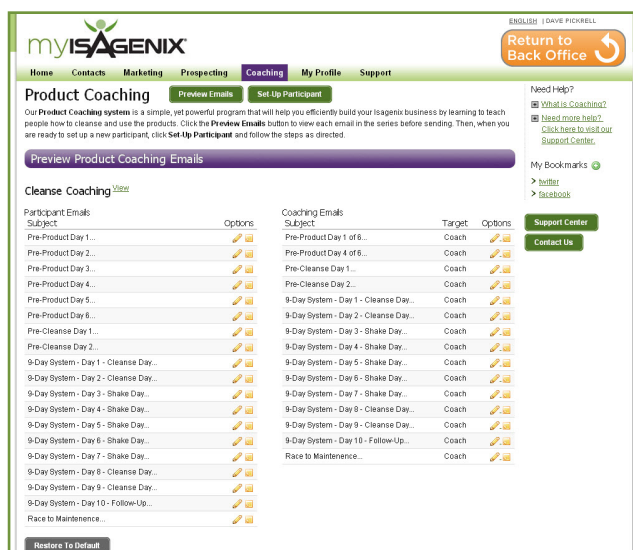 ENGLISH | DAVE PICKRELL
myISAGENIX
Return to
Back Office
Home Contacts Marketing Prospecting Coaching My Profile Support
Product Coaching Preview Emails Set-Up Participant
Our Product Coaching system is a simple, yet powerful program that will help you efficiently build your Isagenix business by learning to teach
people how to cleanse and use the products. Click the Preview Emails button to view each email in the series before sending. Then, when you
are ready to set up a new participant, click Set-Up Participant and follow the steps as directed.
Preview Product Coaching Emails
Cleanse Coaching View
Participant Emails
Subject Options
Pre-Product Day 1...
Pre-Product Day 2...
Pre-Product Day 3...
Pre-Product Day 4...
Pre-Product Day 5...
Pre-Product Day 6...
Pre-Cleanse Day 1...
Pre-Cleanse Day 2...
9-Day System - Day 1 - Cleanse Day...
9-Day System - Day 2 - Cleanse Day...
9-Day System - Day 3 - Shake Day...
9-Day System - Day 4 - Shake Day...
9-Day System - Day 5 - Shake Day...
9-Day System - Day 6 - Shake Day...
9-Day System - Day 7 - Shake Day...
9-Day System - Day 8 - Cleanse Day...
9-Day System - Day 9 - Cleanse Day...
9-Day System - Day 10 - Follow-Up...
Race to Maintenence...
Restore To Default
Coaching Emails
Subject Target Options
Pre-Product Day 1 of 6... Coach
Pre-Product Day 4 of 6... Coach
Pre-Cleanse Day 1... Coach
Pre-Cleanse Day 2... Coach
9-Day System - Day 1 - Cleanse Day... Coach
9-Day System - Day 2 - Cleanse Day... Coach
9-Day System - Day 3 - Shake Day... Coach
9-Day System - Day 4 - Shake Day... Coach
9-Day System - Day 5 - Shake Day... Coach
9-Day System - Day 6 - Shake Day... Coach
9-Day System - Day 7 - Shake Day... Coach
9-Day System - Day 8 - Cleanse Day... Coach
9-Day System - Day 9 - Cleanse Day... Coach
9-Day System - Day 10 - Follow-Up... Coach
Race to Maintenence... Coach
Need Help?
What is Coaching?
Need more help?
Click here to visit our
Support Center.
My Bookmarks
> twitter
> facebook
Support Center
Contact Us